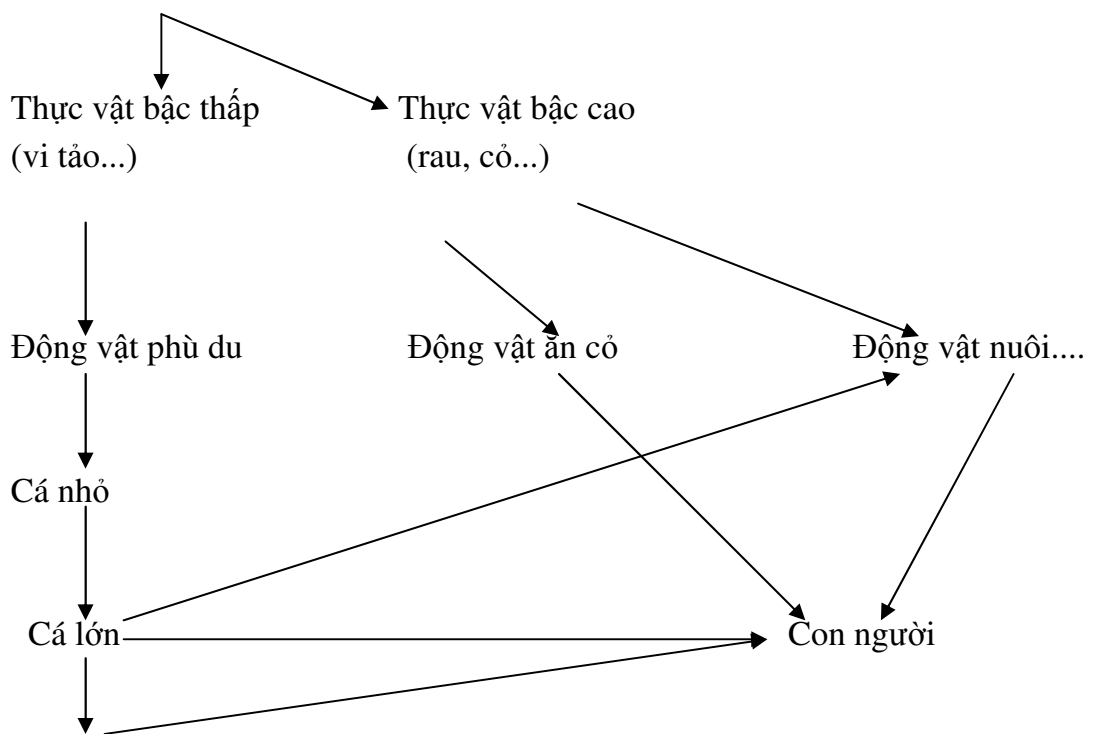 Thực vật bậc thấp
(vi tảo...)
Thực vật bậc cao
(rau, cỏ...)
Động vật phù du
Động vật ăn cỏ
Động vật nuôi....
Cá nhỏ
Cá lớn
Con người